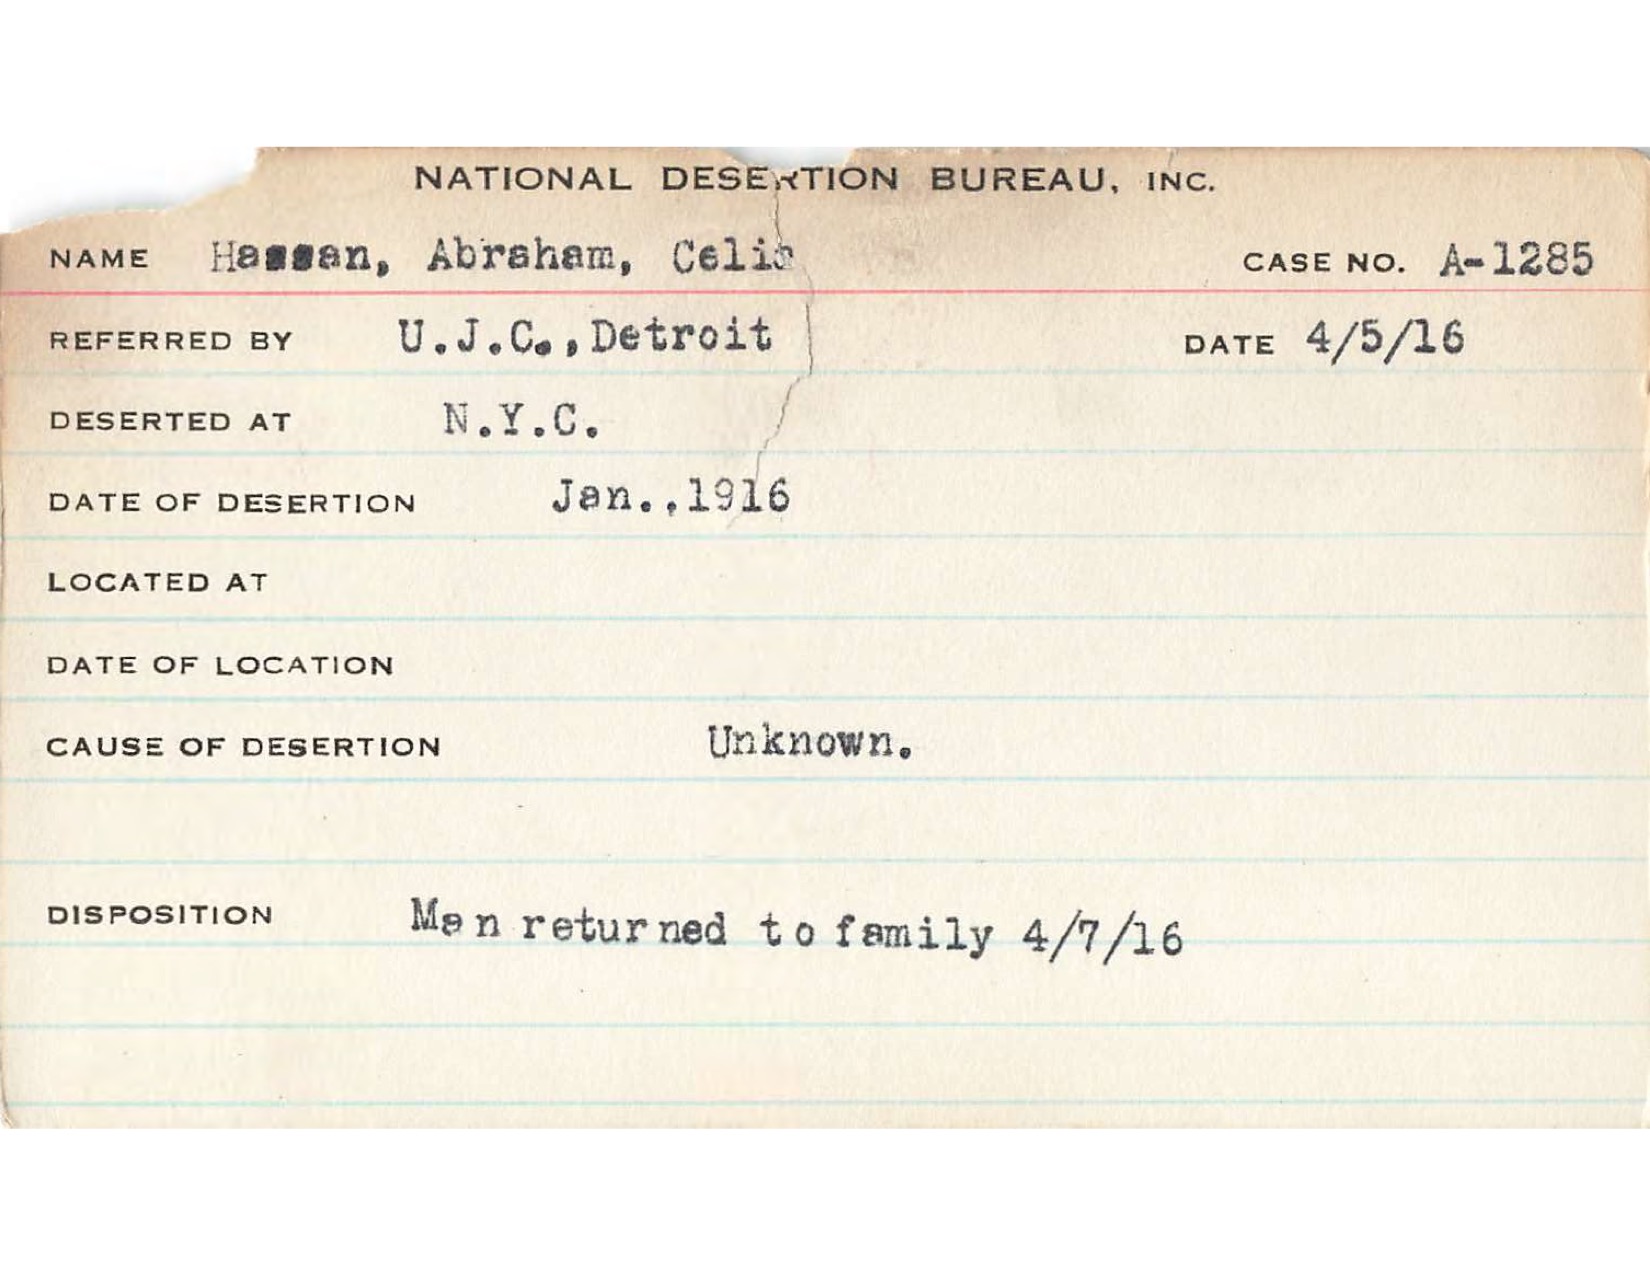 NATIONAL DESERTION BUREAU, INC.
NAME Hassan, Abraham, Celia CASE NO. A-1285
REFERRED BY U.J.C., Detroit DATE 4/5/16
DESERTED AT N.Y.C.
DATE OF DESERTION Jan., 1916
LOCATED AT
DATE OF LOCATION
CAUSE OF DESERTION Unknown.
DISPOSITION Man returned to family 4/7/16